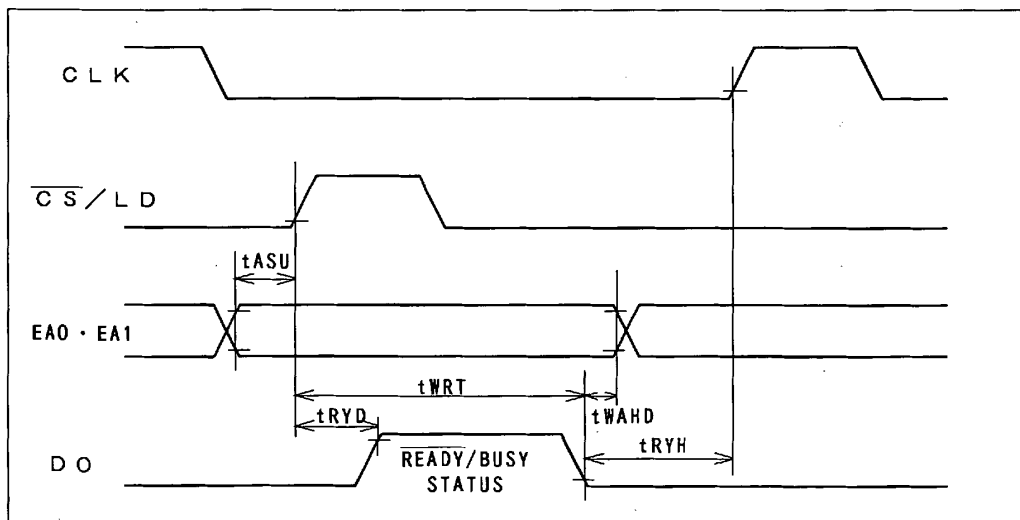 CLK
CS/LD
tASU
EA0・EA1
tWRT
tWAHD
tRYD
tRYH
DO
READY/BUSY
STATUS